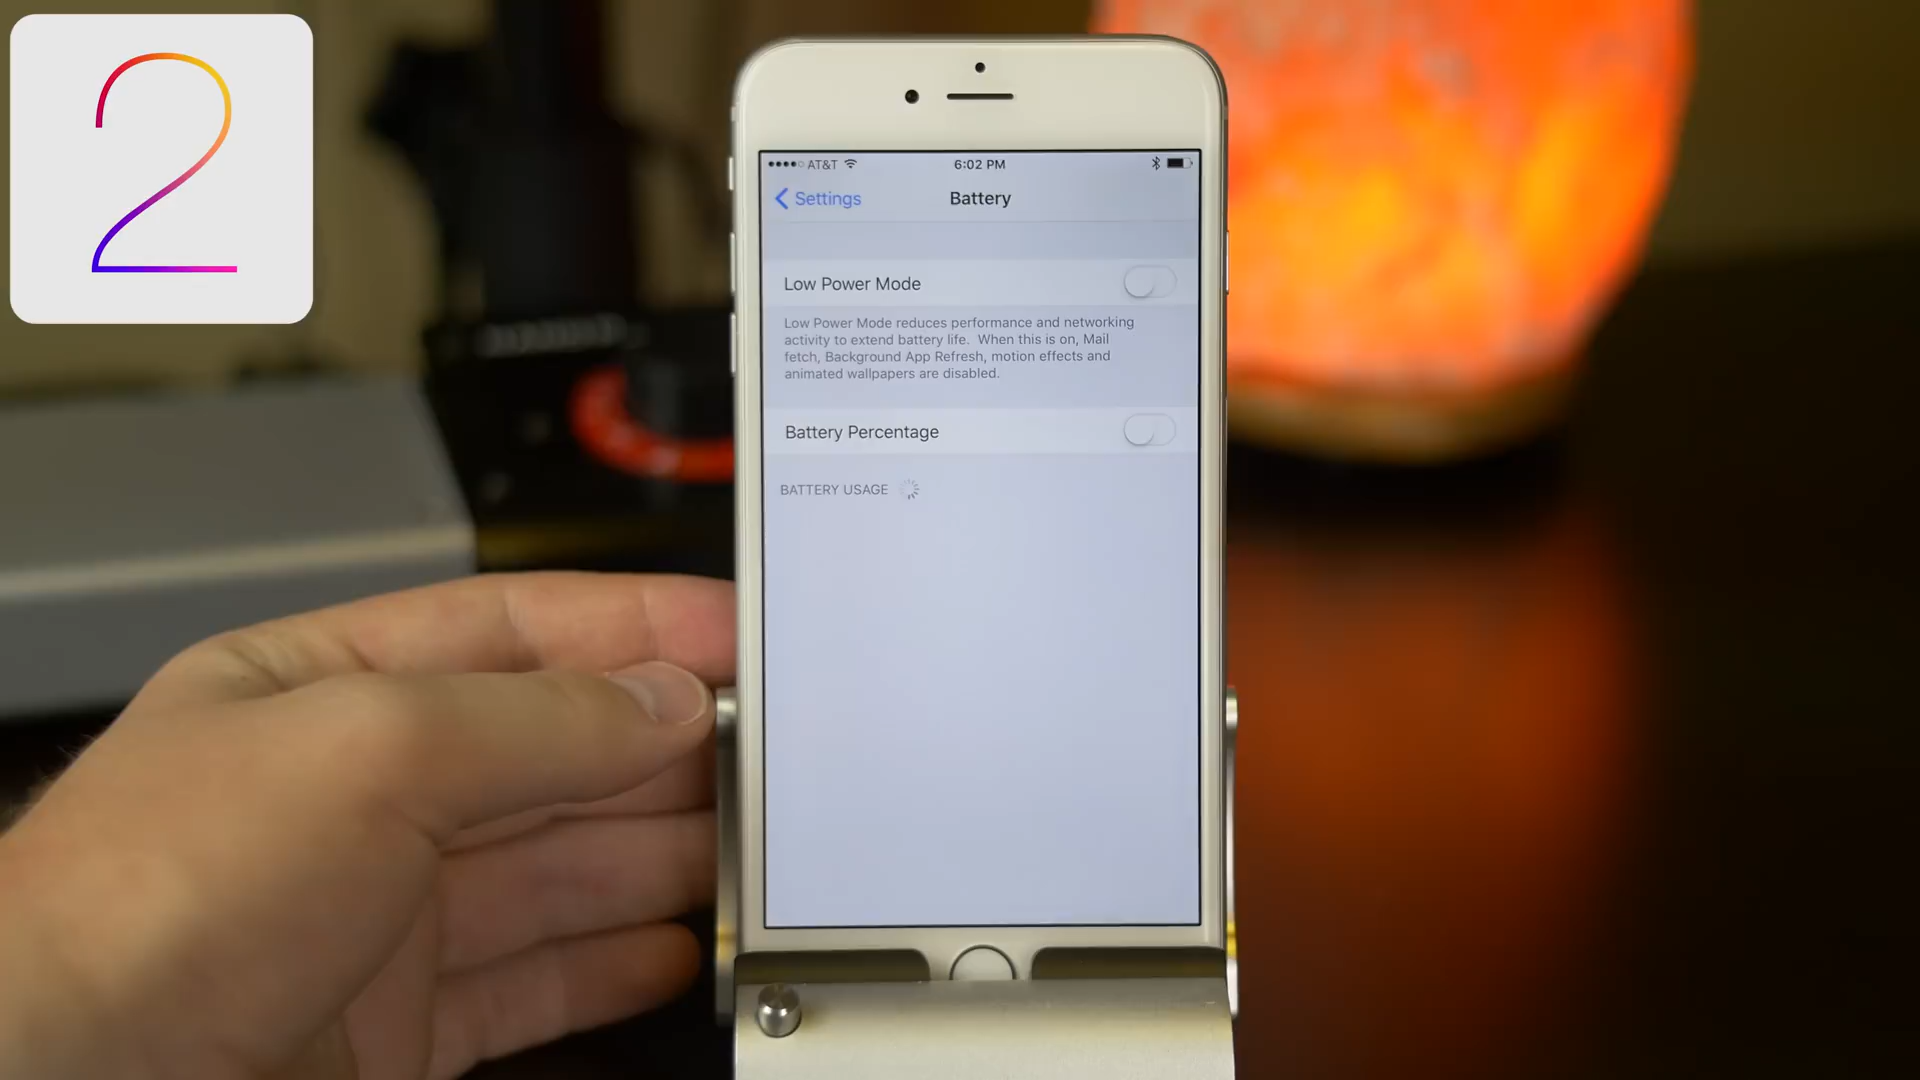 2
AT&T
6:02 PM
Settings
Battery
Low Power Mode
Low Power Mode reduces performance and networking
activity to extend battery life. When this is on, Mail
fetch, Background App Refresh, motion effects and
animated wallpapers are disabled.
Battery Percentage
BATTERY USAGE